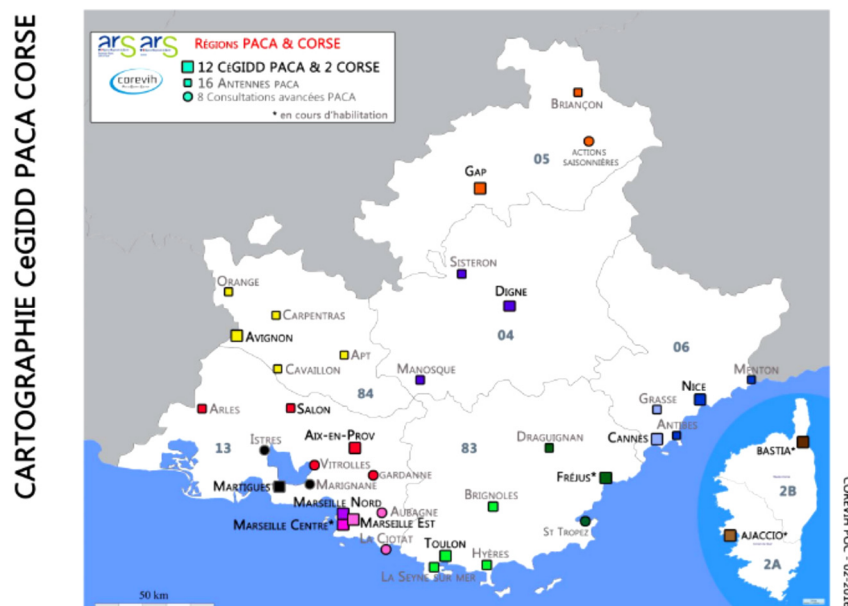 CARTOGRAPHIE CeGIDD PACA CORSE
ars ars
RÉGIONS PACA & CORSE
corevih
12 CéGIDD PACA & 2 CORSE
16 ANTENNES PACA
8 Consultations avancées PACA
* en cours d'habilitation
BRIANÇON
ACTIONS
SAISONNIÈRES
05
GAP
SISTERON
ORANGE
DIGNE
CARPENTRAS
04
AVIGNON
06
APT
CAVAILLON
MANOSQUE
MENTON
84
NICE
ARLES
SALON
GRASSE
ANTIBES
ISTRES
AIX-EN-PROV
DRAGUIGNAN
CANNES
13
83
BASTIA*
VITROLLES
GARDANNE
FRÉJUS*
MARTIGUES
MARIGNANE
2B
BRIGNOLES
MARSEILLE NORD
AUBAGNE
MARSEILLE CENTRE*
MARSEILLE EST
ST TROPEZ
AJACCIO*
LA CIOTAT
TOULON
HYÈRES
2A
LA SEYNE SUR MER
50 km